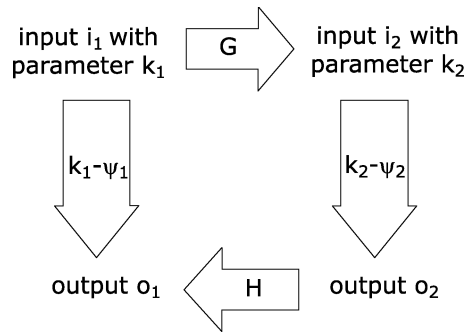 input i₁ with
parameter k₁
G
input i₂ with
parameter k₂
k₁-ψ₁
k₂-ψ₂
output o₁
H
output o₂